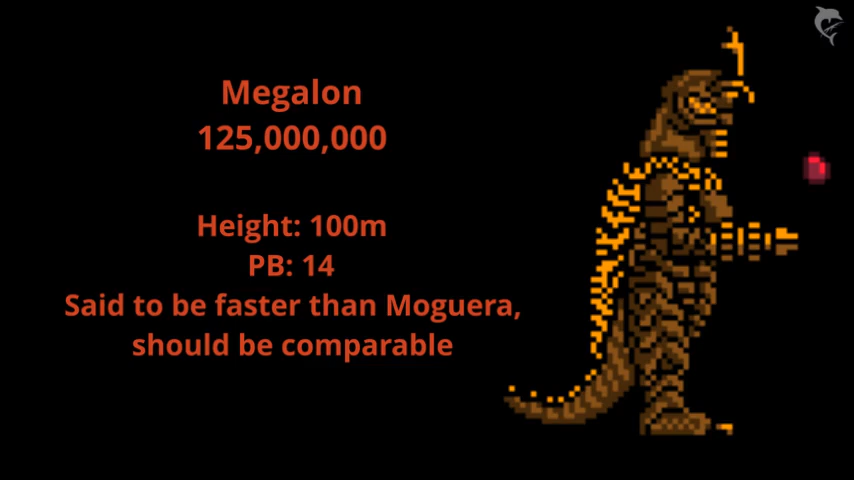 Megalon
125,000,000
Height: 100m
PB: 14
Said to be faster than Moguera,
should be comparable